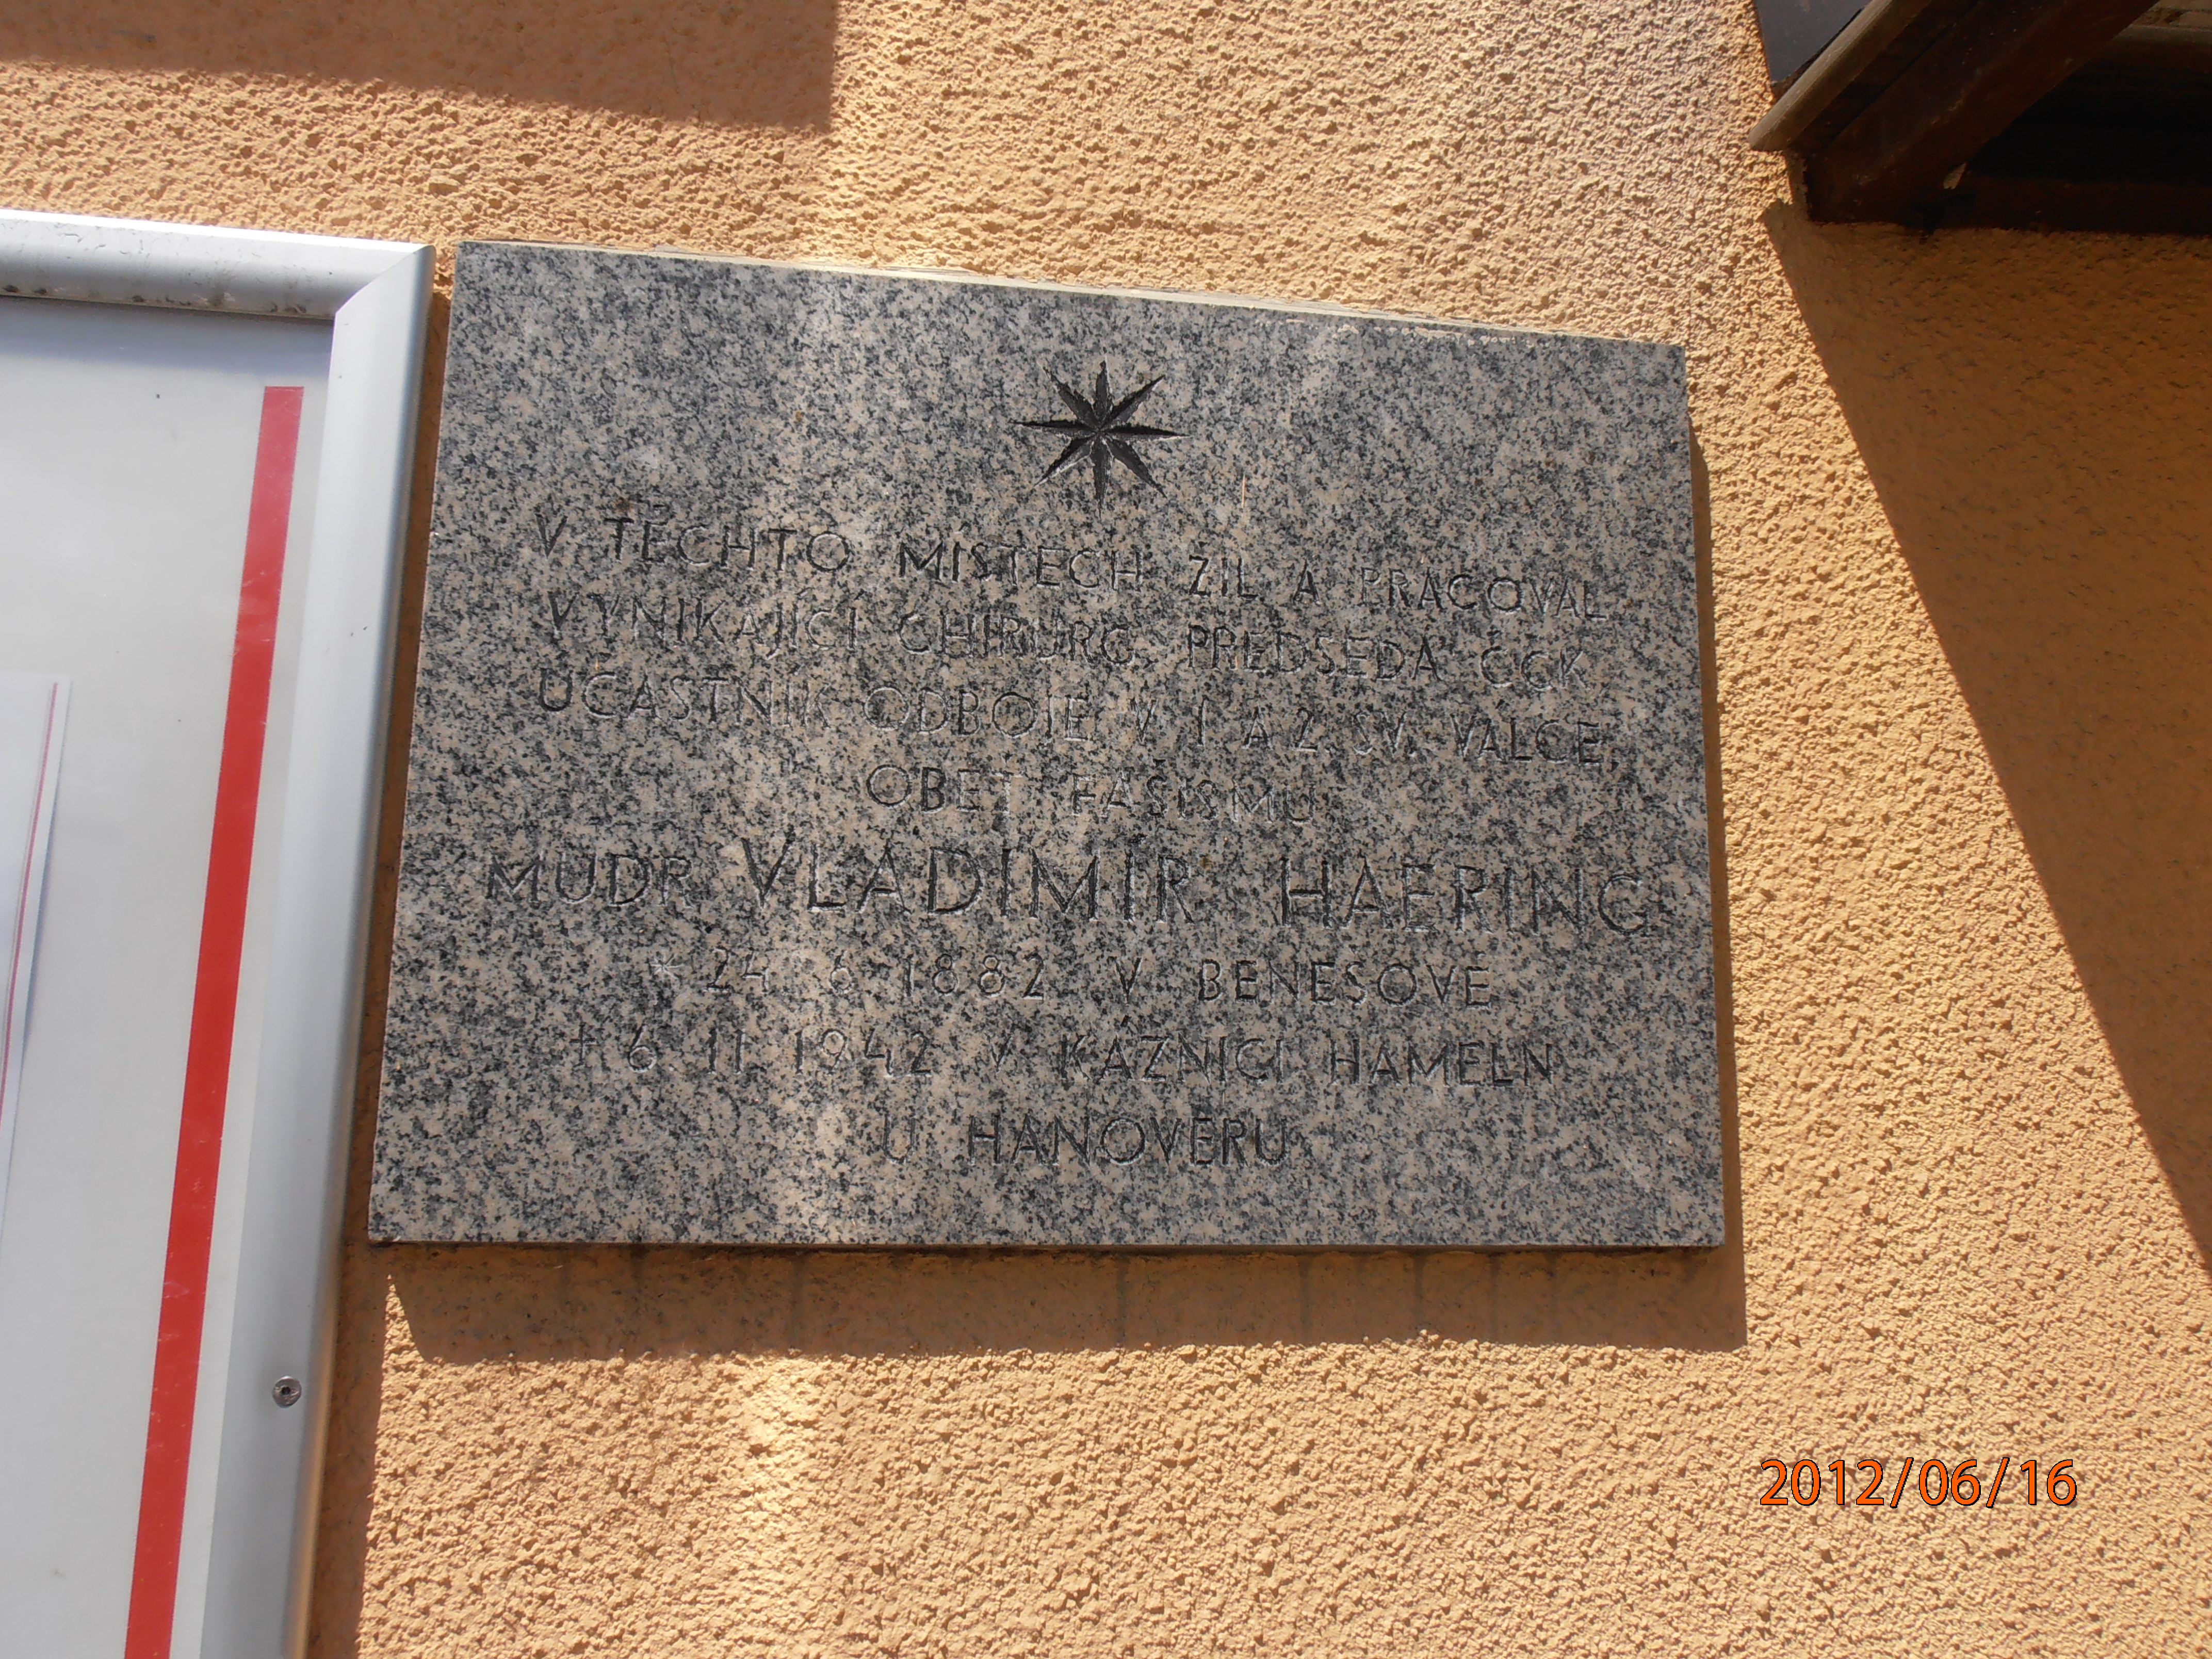 V TĚCHTO MÍSTECH ŽIL A PRACOVAL
VYNIKAJÍCÍ CHIRURG, PŘEDSEDA ČČK
ÚČASTNÍK ODBOJE V 1. A 2. SV. VÁLCE,
OBĚŤ FAŠISMU
MUDR. VLADIMÍR HAERING
* 24. 6. 1882 V BENEŠOVĚ
+ 6. 11. 1942 V KÁZNICI HAMELN
U HANOVERU
2012/06/16